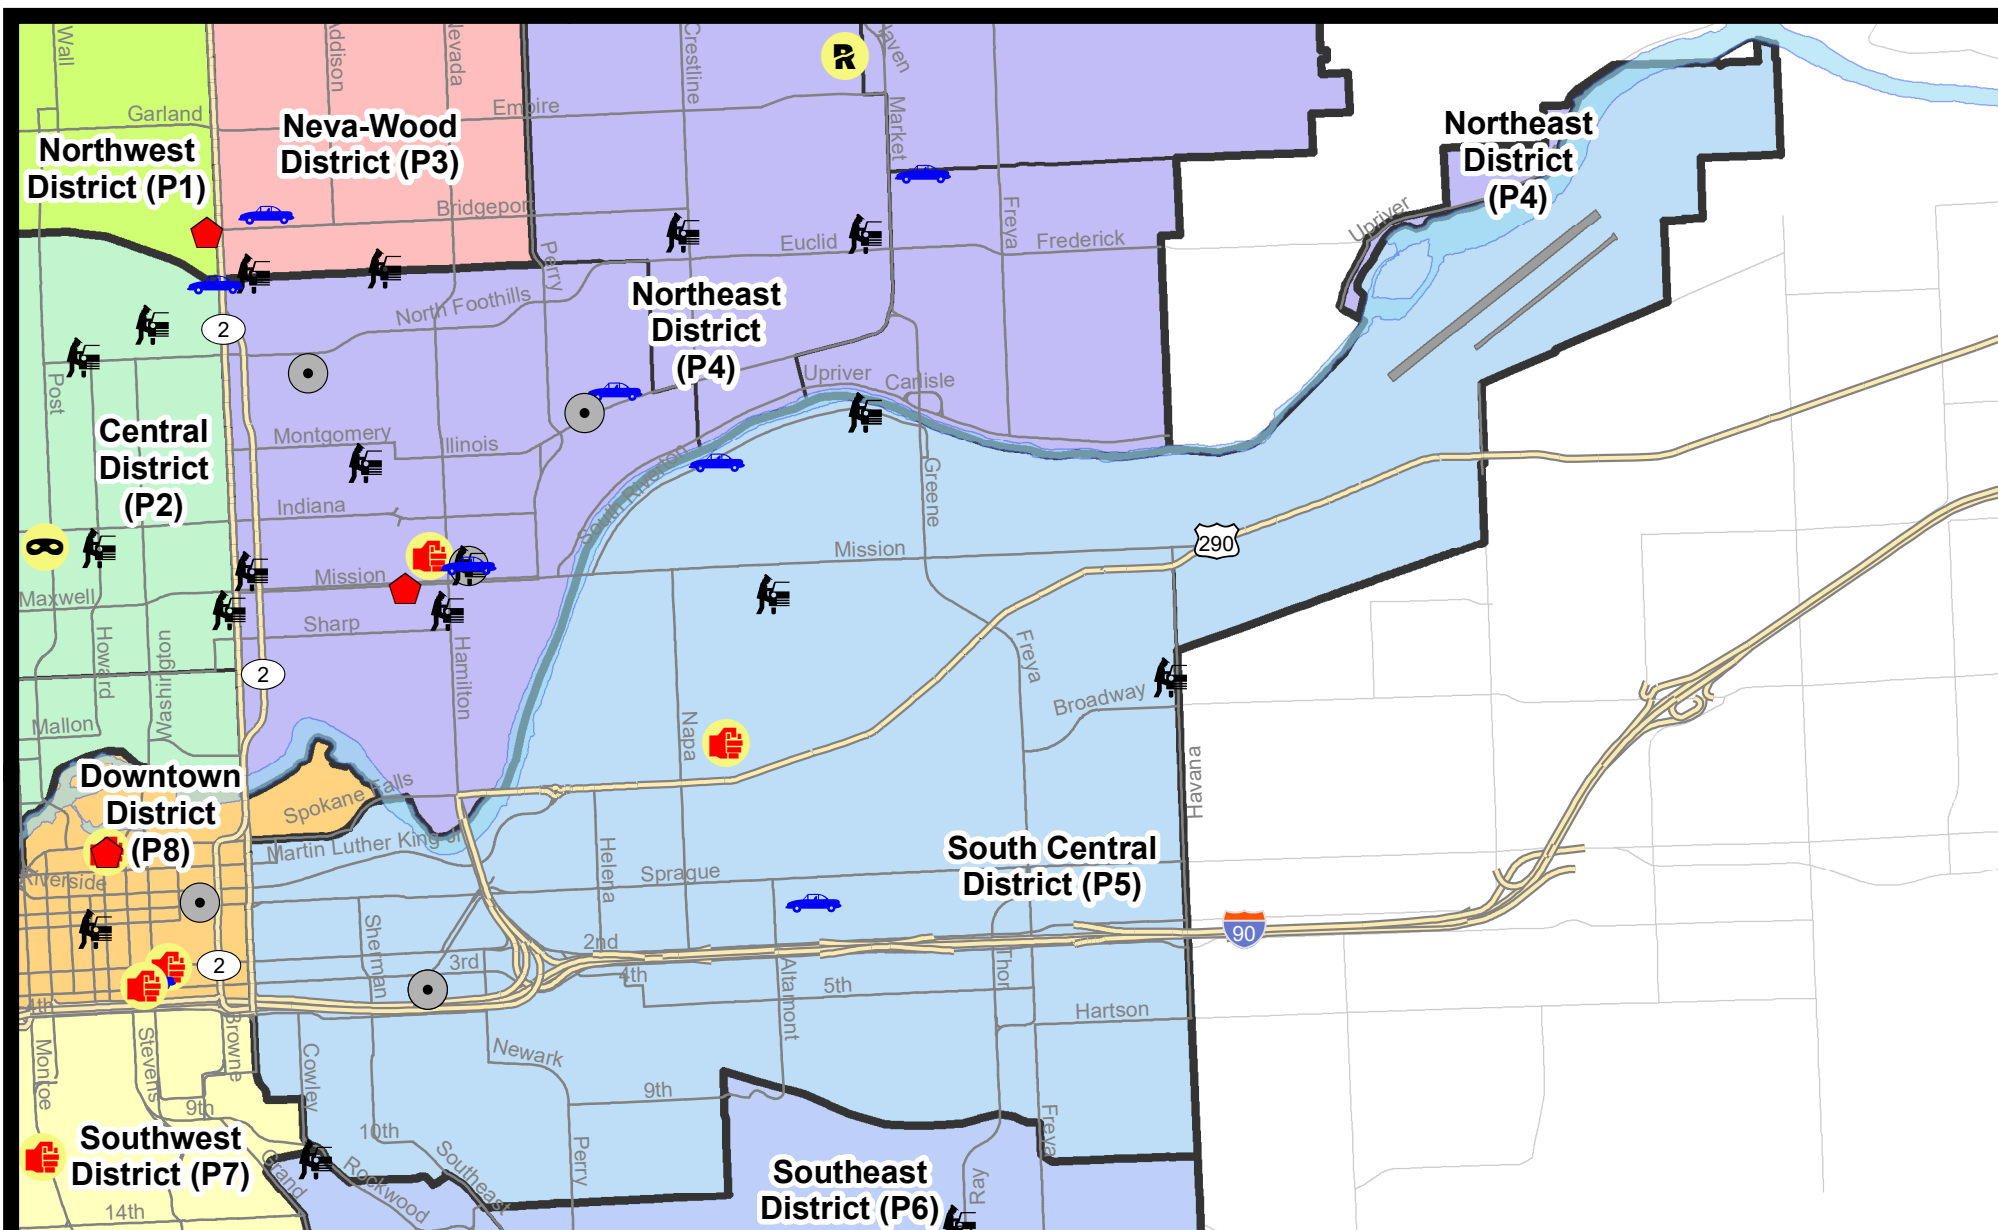 Wall
Addison
Nevada
Crestline
Haven
Garland
Empire
Market
Northwest
District (P1)
Neva-Wood
District (P3)
Northeast
District
(P4)
Bridgeport
Perry
Euclid
Freya
Frederick
Upriver
North Foothills
Northeast
District
(P4)
2
Post
Upriver
Carlisle
Central
District
(P2)
Montgomery
Illinois
South Riverton
Greene
Indiana
Mission
290
Mission
Maxwell
Sharp
Howard
Washington
Hamilton
Freya
2
Broadway
Mallon
Napa
Havana
Downtown
District
(P8)
Spokane Falls
Martin Luther King Jr
Helena
South Central
District (P5)
Riverside
Sprague
Sherman
2nd
90
2
3rd
4th
5th
Altamont
Thor
4th
Hartson
Monroe
Stevens
Browne
Cowley
Newark
9th
9th
Freya
Southwest
District (P7)
10th
Southeast
Perry
Grand
Rockwood
Southeast
District (P6)
Ray
14th